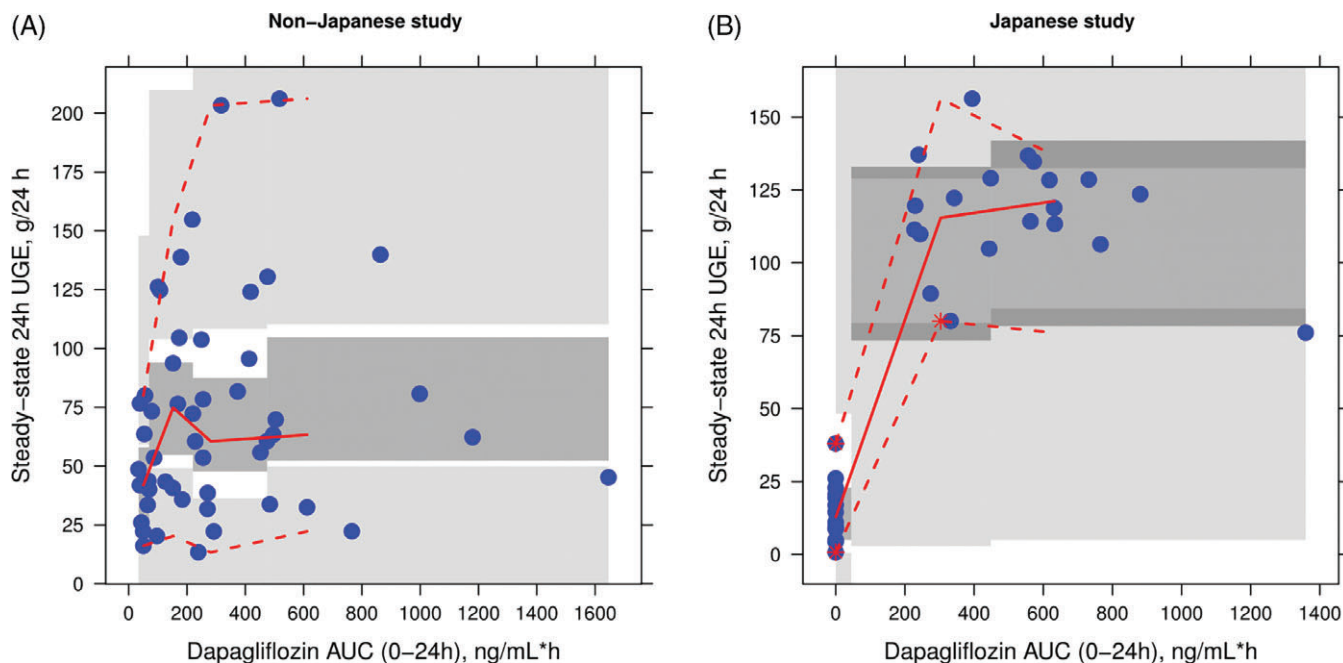 (A)
Non−Japanese study
Steady−state 24h UGE, g/24 h
200
175
150
125
100
75
50
25
0
0 200 400 600 800 1000 1200 1400 1600
Dapagliflozin AUC (0−24h), ng/mL*h
(B)
Japanese study
Steady−state 24h UGE, g/24 h
150
125
100
75
50
25
0
0 200 400 600 800 1000 1200 1400
Dapagliflozin AUC (0−24h), ng/mL*h